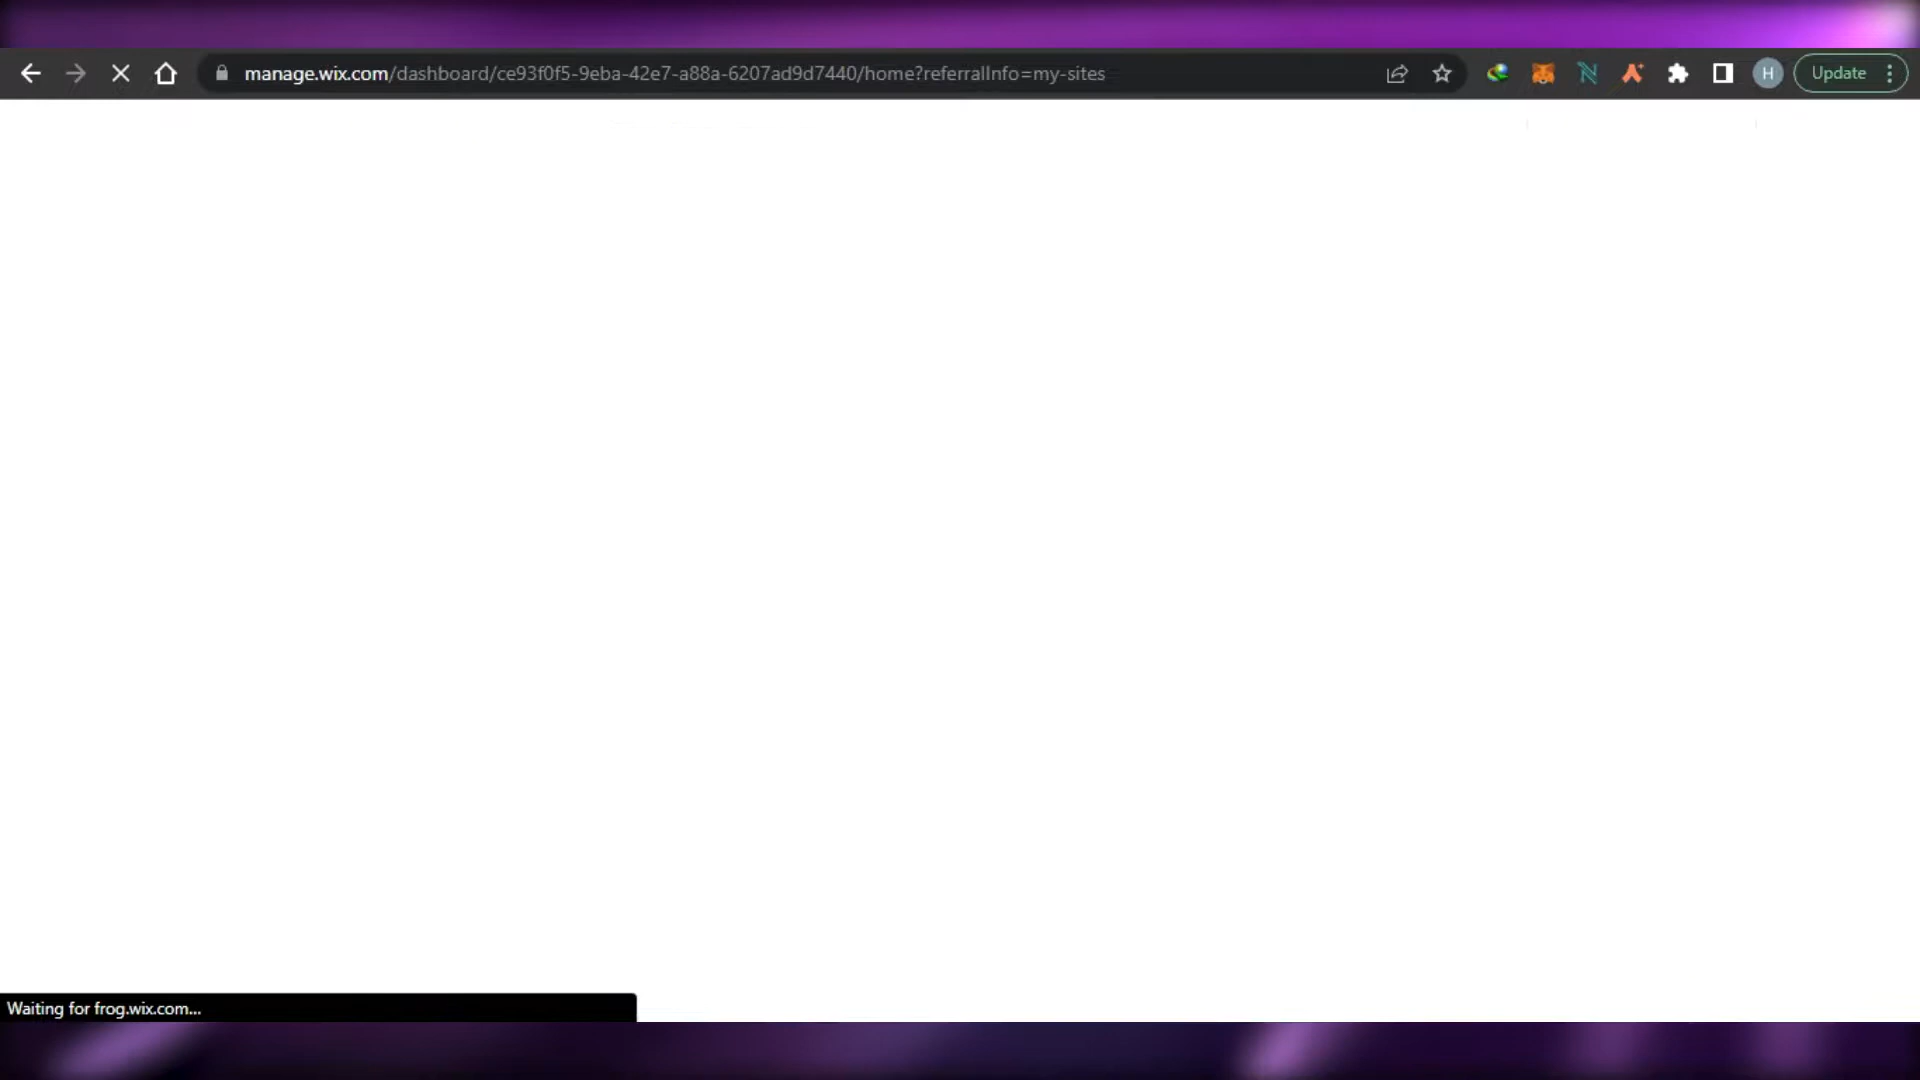 manage.wix.com/dashboard/ce93f0f5-9eba-42e7-a88a-6207ad9d7440/home?referralInfo=my-sites
H
Update
Waiting for frog.wix.com...